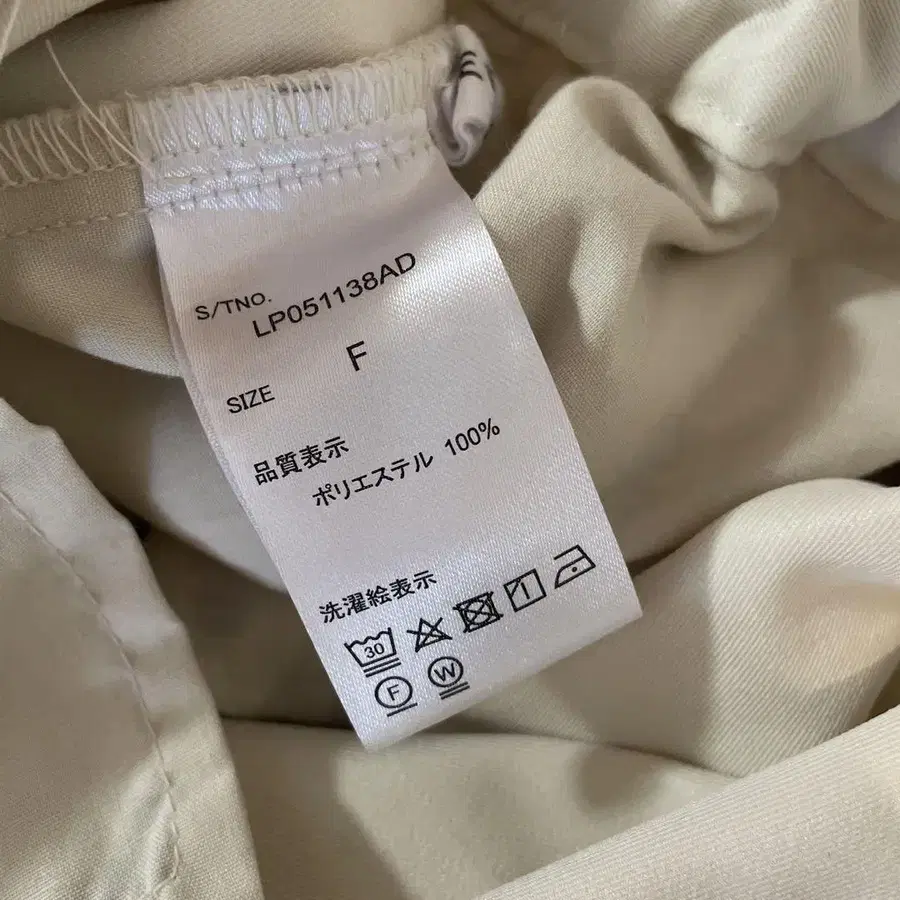 S/TNO.
LP051138AD
SIZE F
品質表示
ポリエステル 100%
洗濯絵表示
30
F W